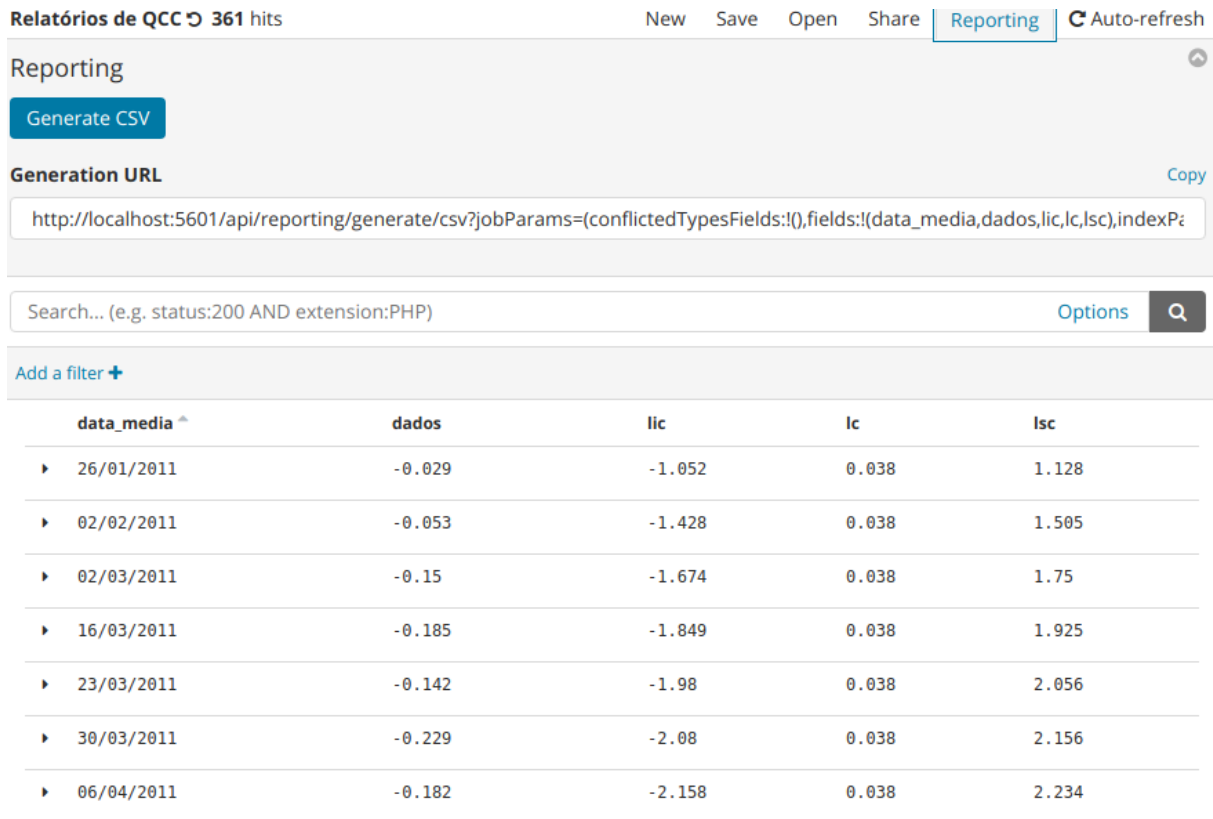 Relatórios de QCC 361 hits New Save Open Share Reporting Auto-refresh
Reporting
Generate CSV
Generation URL Copy
http://localhost:5601/api/reporting/generate/csv?jobParams=(conflictedTypesFields:!(),fields:!(data_media,dados,lic,lc,lsc),indexPa
Search... (e.g. status:200 AND extension:PHP) Options
Add a filter
data_media dados lic lc lsc
26/01/2011 -0.029 -1.052 0.038 1.128
02/02/2011 -0.053 -1.428 0.038 1.505
02/03/2011 -0.15 -1.674 0.038 1.75
16/03/2011 -0.185 -1.849 0.038 1.925
23/03/2011 -0.142 -1.98 0.038 2.056
30/03/2011 -0.229 -2.08 0.038 2.156
06/04/2011 -0.182 -2.158 0.038 2.234